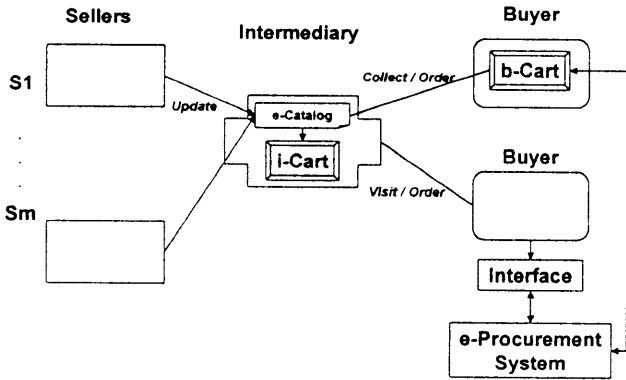 Sellers
Intermediary
Buyer
S1
Update
e-Catalog
i-Cart
Collect / Order
b-Cart
Buyer
Visit / Order
Sm
Interface
e-Procurement
System